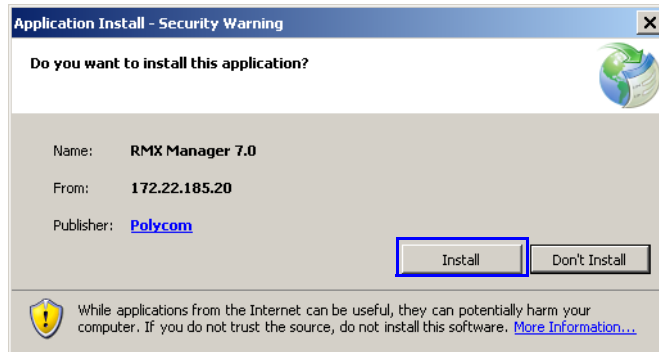 Application Install - Security Warning
Do you want to install this application?
Name: RMX Manager 7.0
From: 172.22.185.20
Publisher: Polycom
Install Don't Install
While applications from the Internet can be useful, they can potentially harm your
computer. If you do not trust the source, do not install this software. More Information...